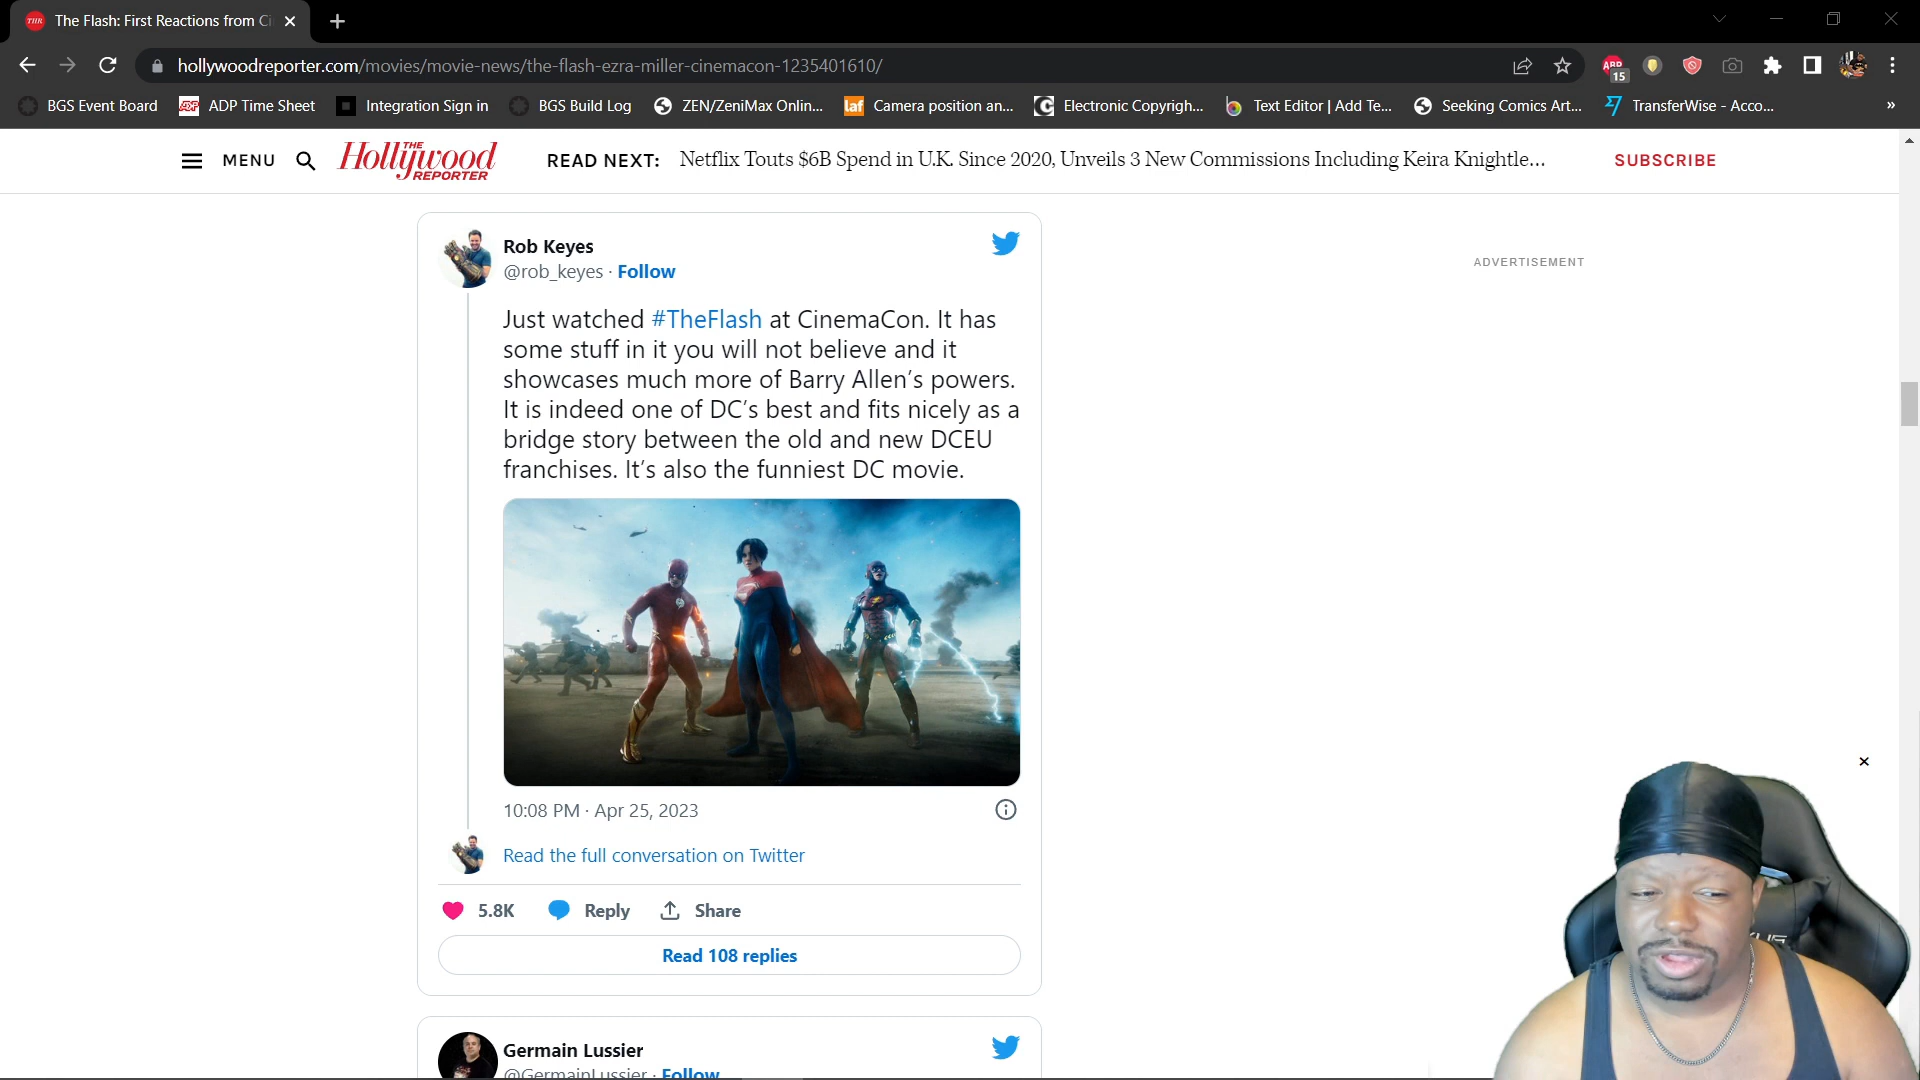 The Flash: First Reactions from Ci
hollywoodreporter.com/movies/movie-news/the-flash-ezra-miller-cinemacon-1235401610/
ABP
15
BGS Event Board
ADP Time Sheet
Integration Sign in
BGS Build Log
ZEN/ZeniMax Onlin...
laf
Camera position an...
Electronic Copyrigh...
Text Editor | Add Te...
Seeking Comics Art...
TransferWise - Acco...
»
MENU
THE
Hollywood
REPORTER
READ NEXT:
Netflix Touts $6B Spend in U.K. Since 2020, Unveils 3 New Commissions Including Keira Knightle...
SUBSCRIBE
Rob Keyes
@rob_keyes · Follow
ADVERTISEMENT
Just watched #TheFlash at CinemaCon. It has
some stuff in it you will not believe and it
showcases much more of Barry Allen’s powers.
It is indeed one of DC’s best and fits nicely as a
bridge story between the old and new DCEU
franchises. It’s also the funniest DC movie.
10:08 PM · Apr 25, 2023
Read the full conversation on Twitter
5.8K
Reply
Share
Read 108 replies
Germain Lussier
@GermainLussier · Follow